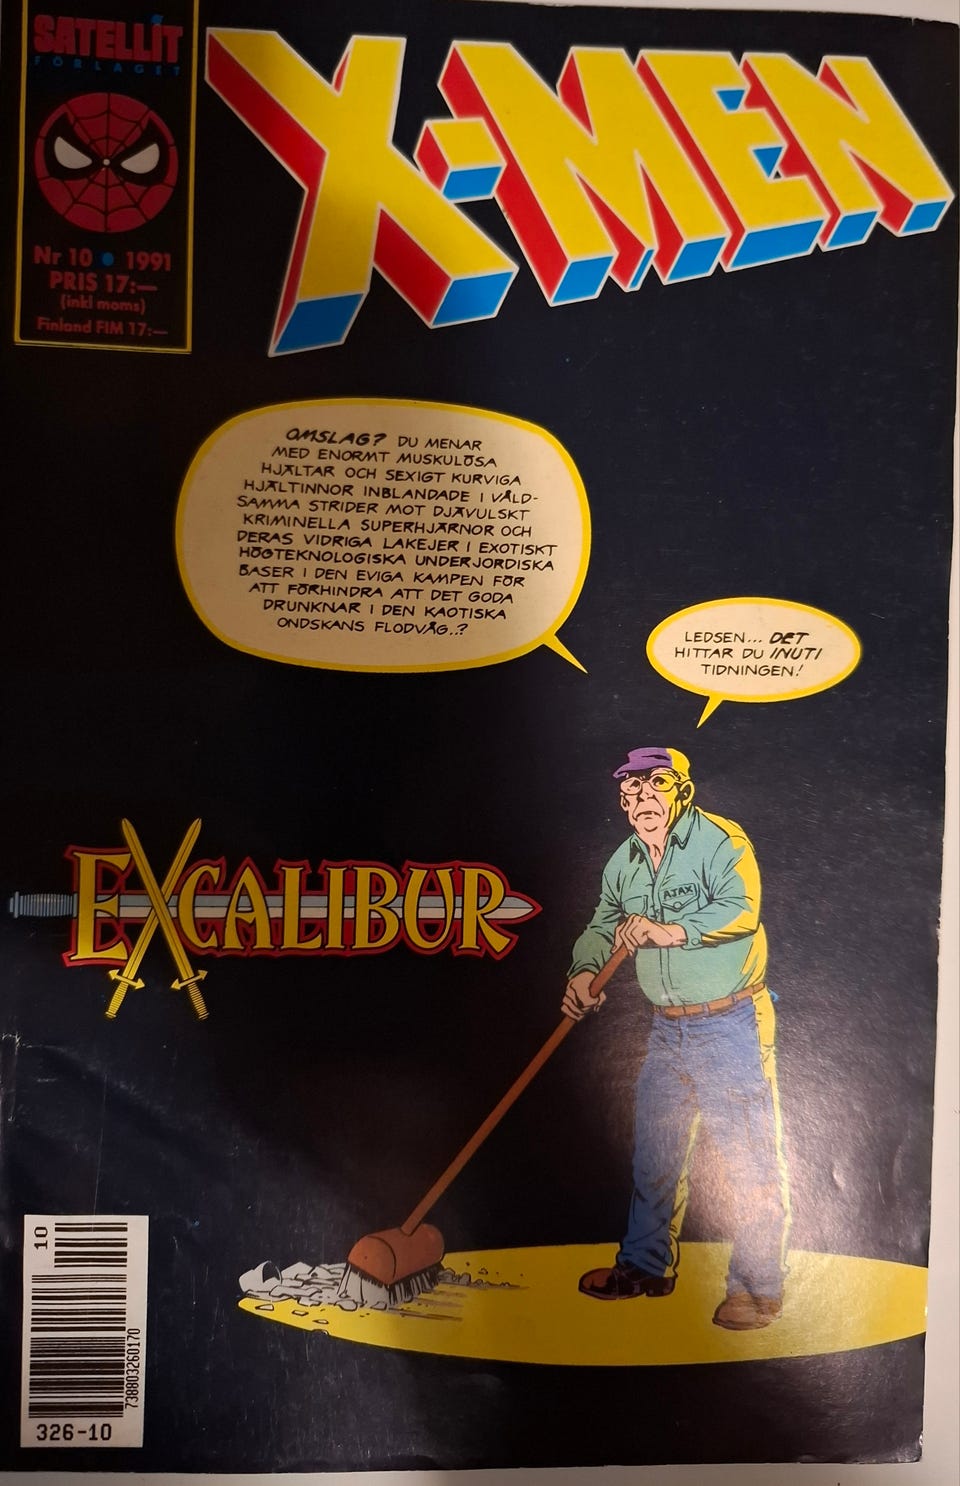 SATELLIT
FÖRLAGET
Nr 10 • 1991
PRIS 17:—
(inkl moms)
Finland FIM 17:—
X-MEN
OMSLAG? DU MENAR
MED ENORMT MUSKULÖSA
HJÄLTAR OCH SEXIGT KURVIGA
HJÄLTINNOR INBLANDADE I VÅLD-
SAMMA STRIDER MOT DJÄVULSKT
KRIMINELLA SUPERHJÄRNOR OCH
DERAS VIDRIGA LAKEJER I EXOTISKT
HÖGTEKNOLOGISKA UNDERJORDISKA
BASER I DEN EVIGA KAMPEN FÖR
ATT FÖRHINDRA ATT DET GODA
DRUNKNAR I DEN KAOTISKA
ONDSKANS FLODVÅG..?
LEDSEN... DET
HITTAR DU INUTI
TIDNINGEN!
EXCALIBUR
AJAX
10
738803260170
326-10